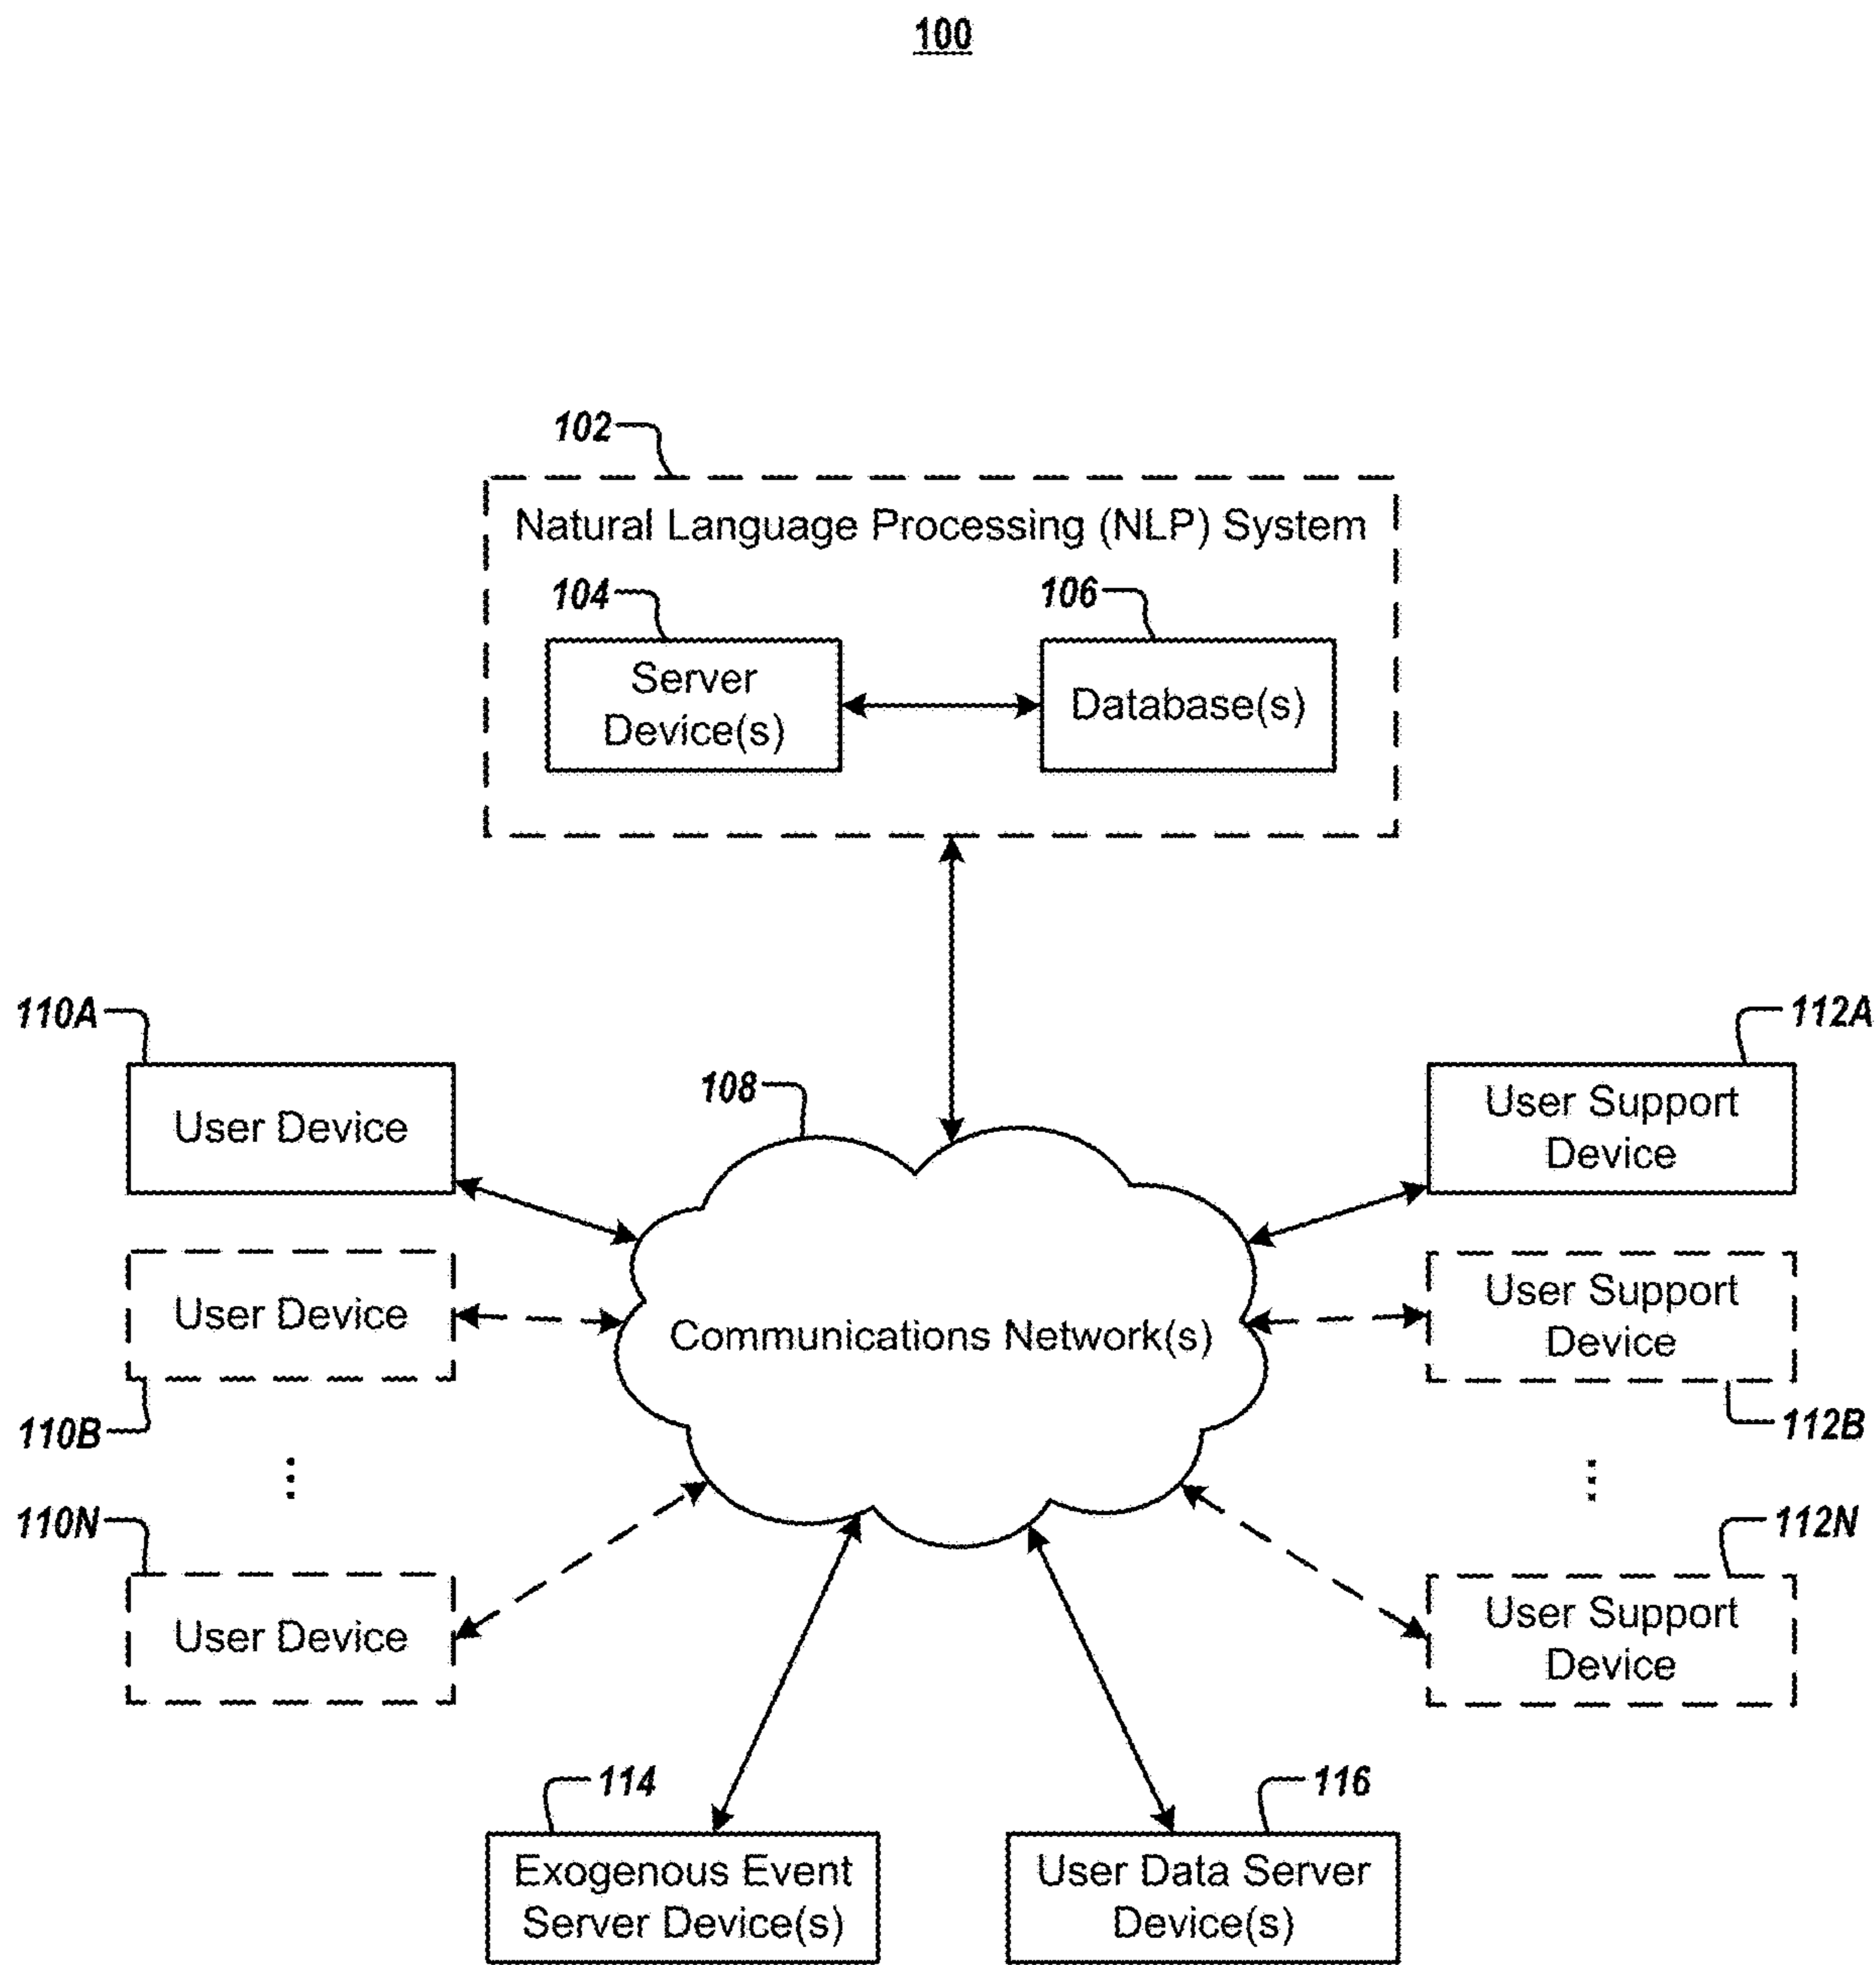 100
102
Natural Language Processing (NLP) System
104
106
Server
Device(s)
Database(s)
110A
112A
108
User Device
User Support
Device
User Device
Communications Network(s)
User Support
Device
110B
112B
110N
112N
User Device
User Support
Device
114
116
Exogenous Event
Server Device(s)
User Data Server
Device(s)